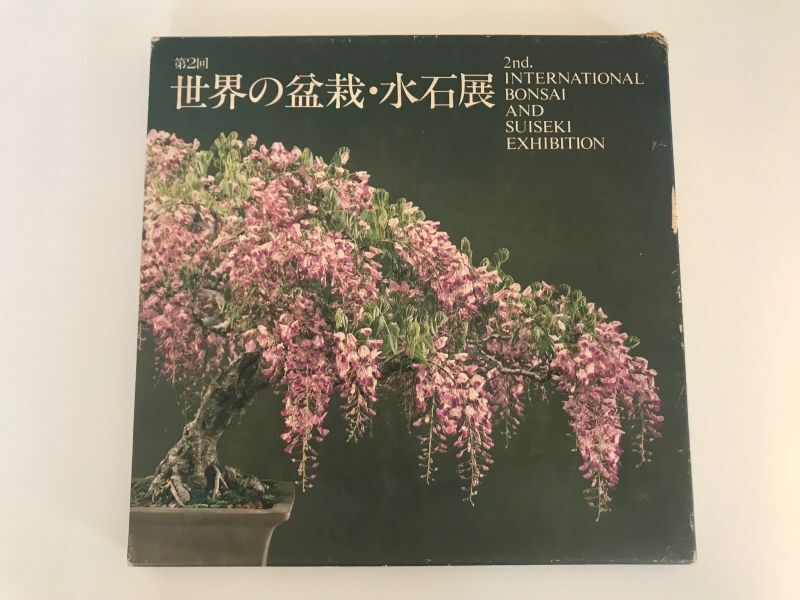 第2回
世界の盆栽・水石展
2nd.
INTERNATIONAL
BONSAI
AND
SUISEKI
EXHIBITION